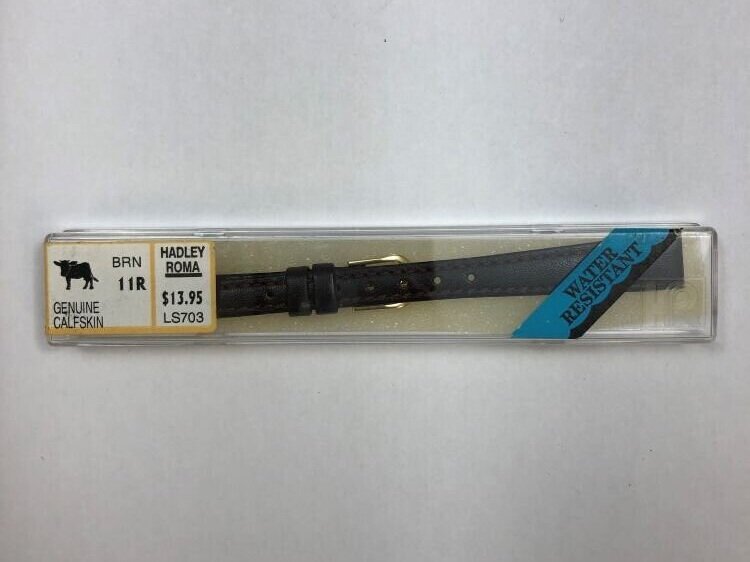 BRN
11R
GENUINE
CALFSKIN
HADLEY
ROMA
$13.95
LS703
WATER
RESISTANT